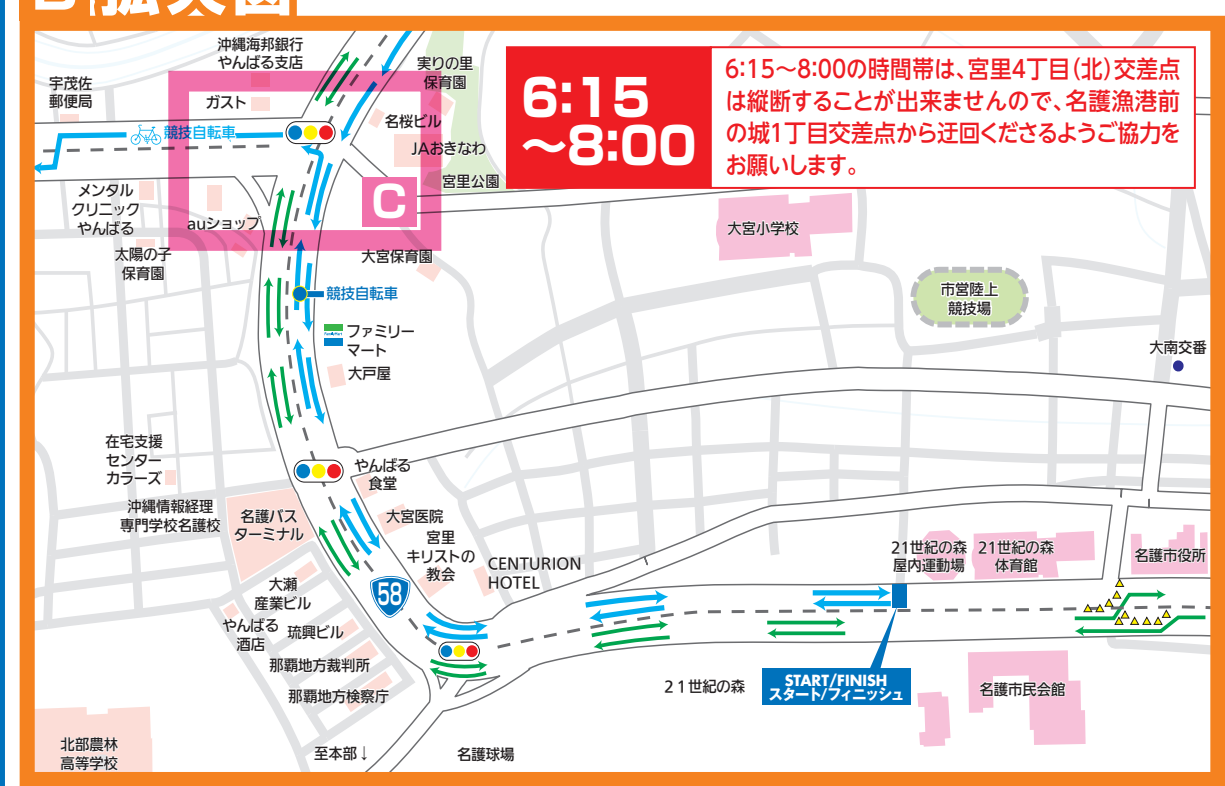 B拡大図
沖縄海邦銀行
やんばる支店
実りの里
保育園
宇茂佐
郵便局
ガスト
競技自転車
名桜ビル
JAおきなわ
宮里公園
C
6:15
～8:00
6:15～8:00の時間帯は、宮里4丁目(北)交差点
は縦断することが出来ませんので、名護漁港前
の城1丁目交差点から迂回くださるようご協力を
お願いします。
メンタル
クリニック
やんばる
auショップ
太陽の子
保育園
大宮保育園
大宮小学校
競技自転車
市営陸上
競技場
FamilyMart
ファミリー
マート
大戸屋
大南交番
在宅支援
センター
カラーズ
やんばる
食堂
沖縄情報経理
専門学校名護校
名護バス
ターミナル
大宮医院
宮里
キリストの
教会
CENTURION
HOTEL
21世紀の森
屋内運動場
21世紀の森
体育館
名護市役所
58
大瀬
産業ビル
やんばる
酒店
琉興ビル
那覇地方裁判所
那覇地方検察庁
21世紀の森
START/FINISH
スタート/フィニッシュ
名護市民会館
北部農林
高等学校
至本部↓
名護球場